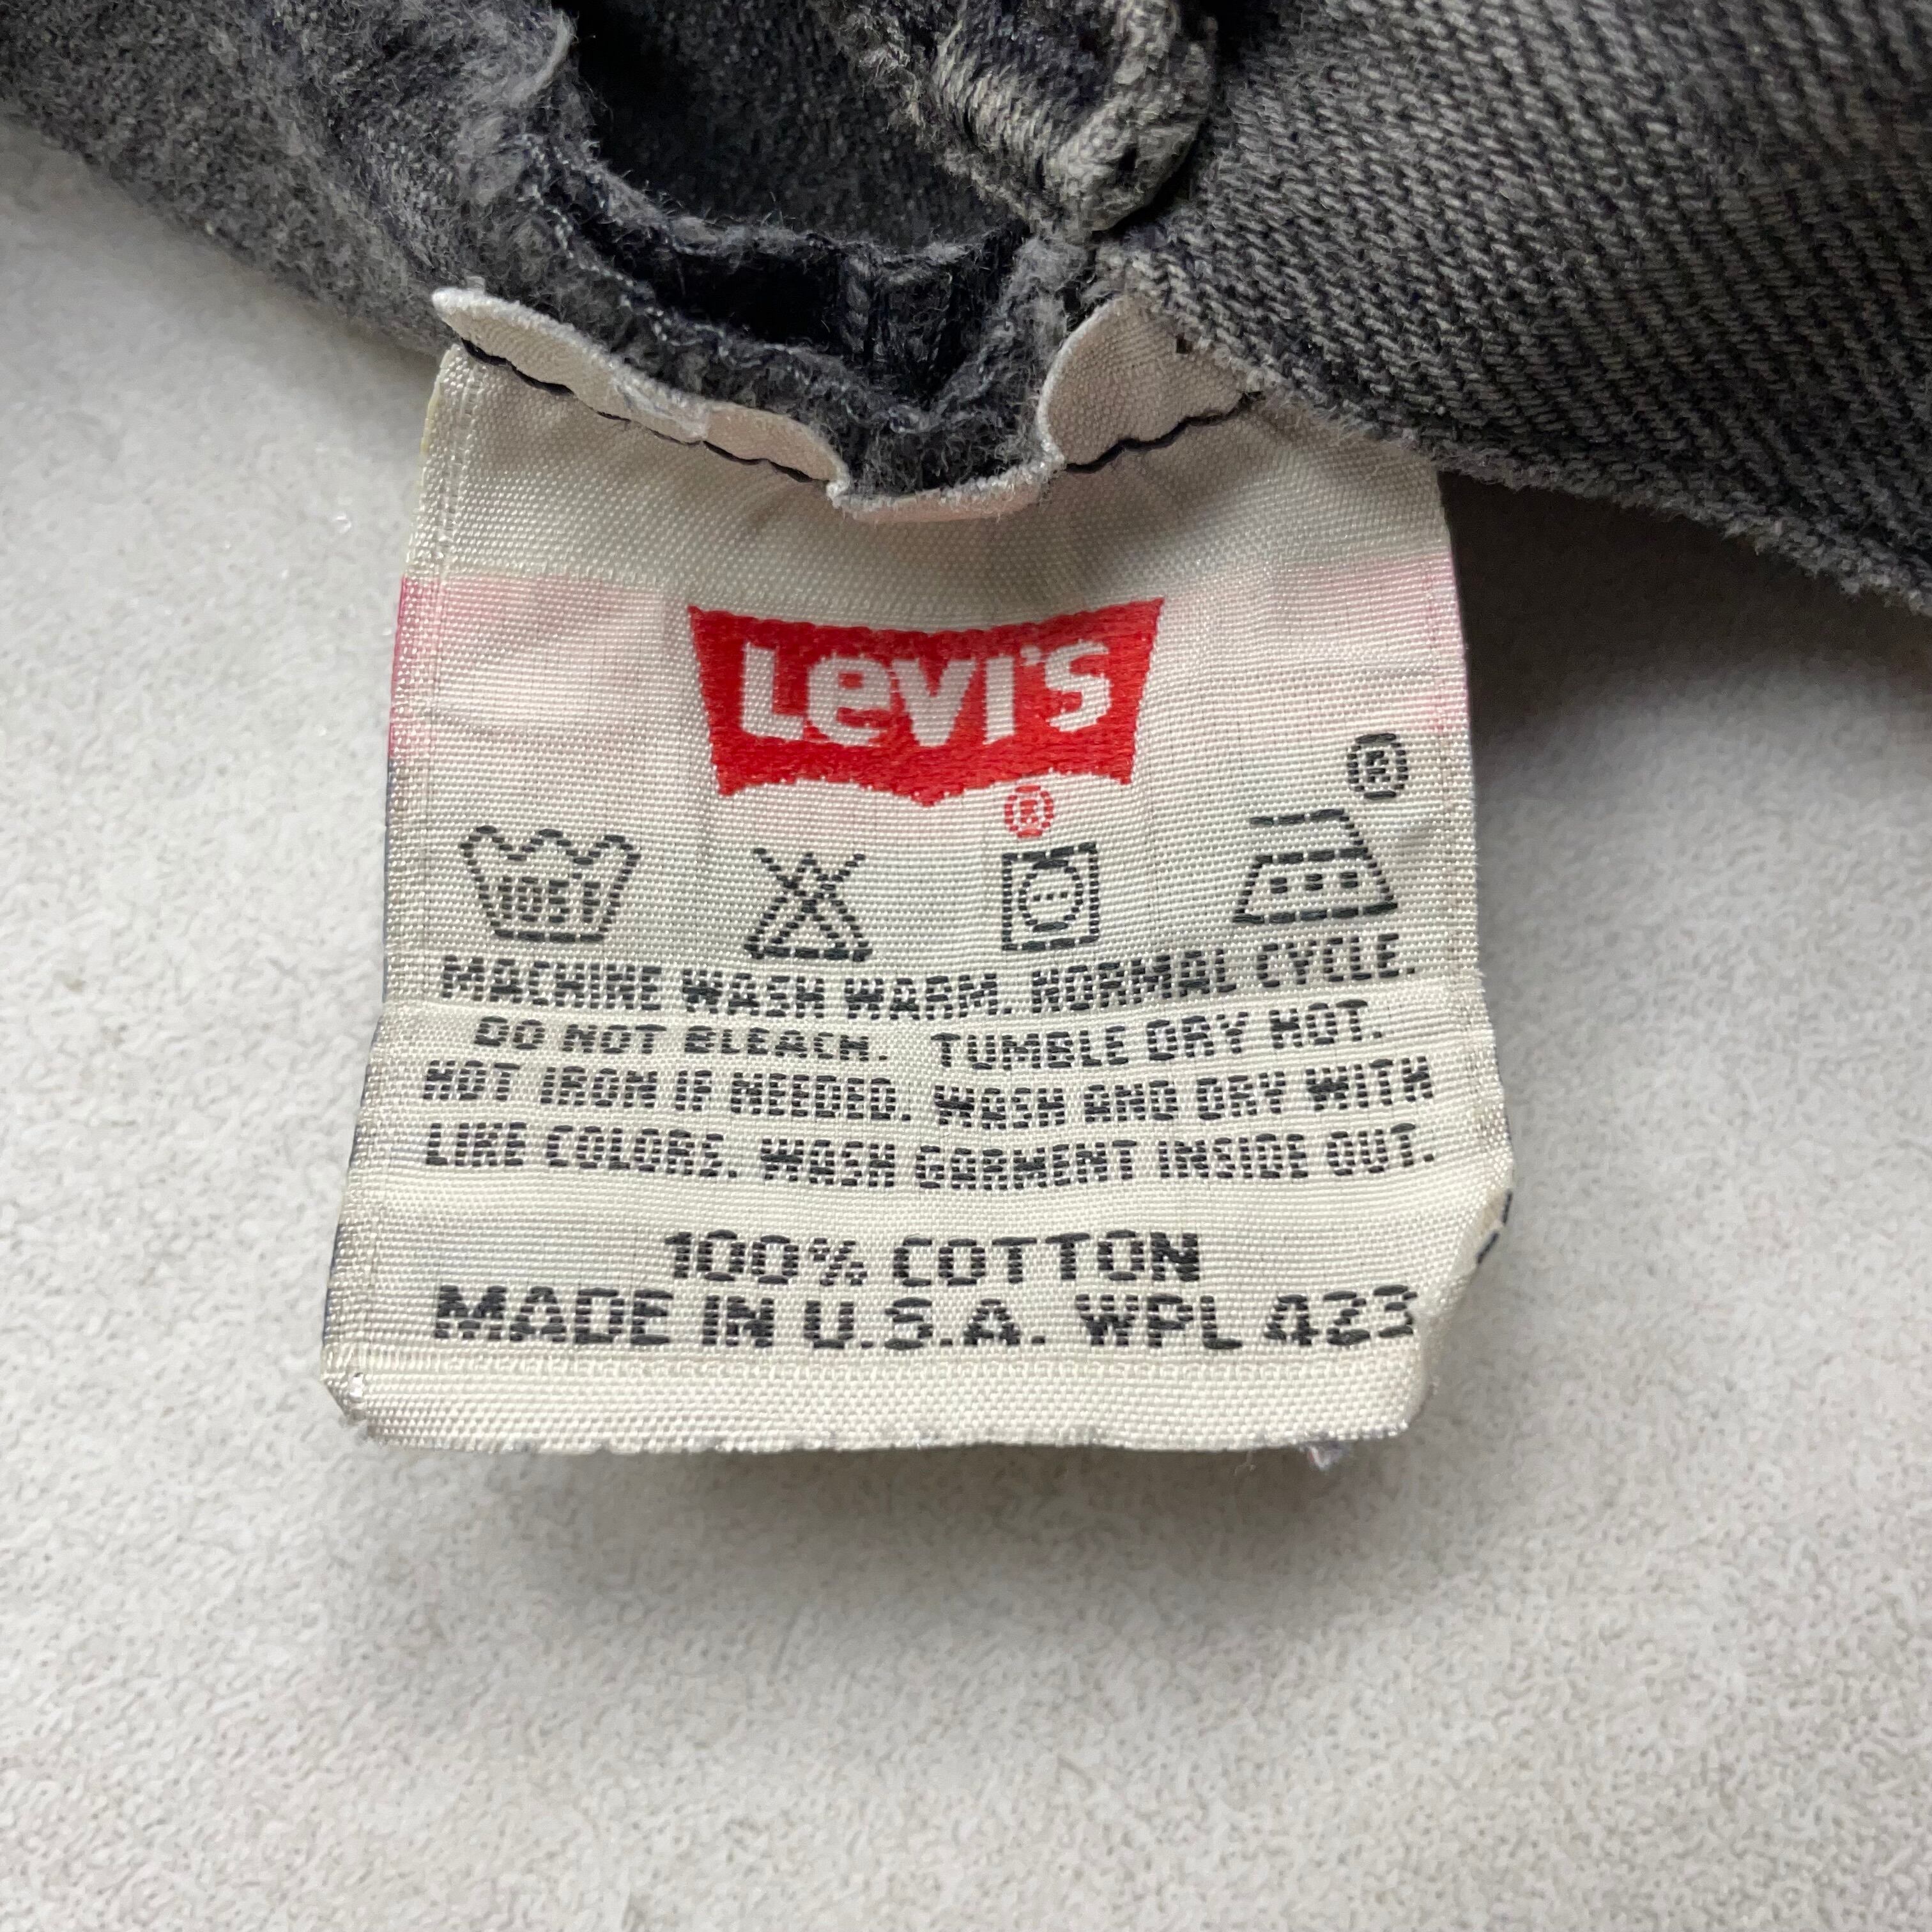 LEVI'S
®
®
105F
MACHINE WASH WARM. NORMAL CYCLE.
DO NOT BLEACH. TUMBLE DRY HOT.
HOT IRON IF NEEDED. WASH AND DRY WITH
LIKE COLORS. WASH GARMENT INSIDE OUT.
100% COTTON
MADE IN U.S.A. WPL 423